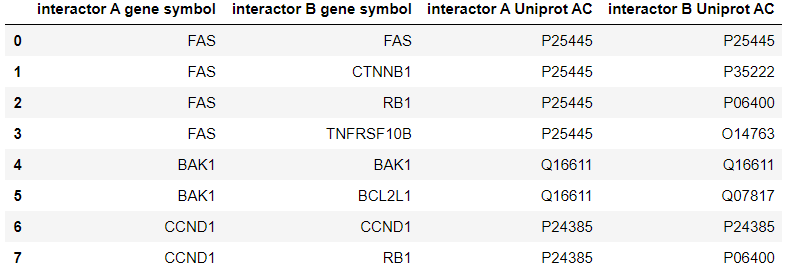 interactor A gene symbol interactor B gene symbol interactor A Uniprot AC interactor B Uniprot AC
0 FAS FAS P25445 P25445
1 FAS CTNNB1 P25445 P35222
2 FAS RB1 P25445 P06400
3 FAS TNFRSF10B P25445 O14763
4 BAK1 BAK1 Q16611 Q16611
5 BAK1 BCL2L1 Q16611 Q07817
6 CCND1 CCND1 P24385 P24385
7 CCND1 RB1 P24385 P06400